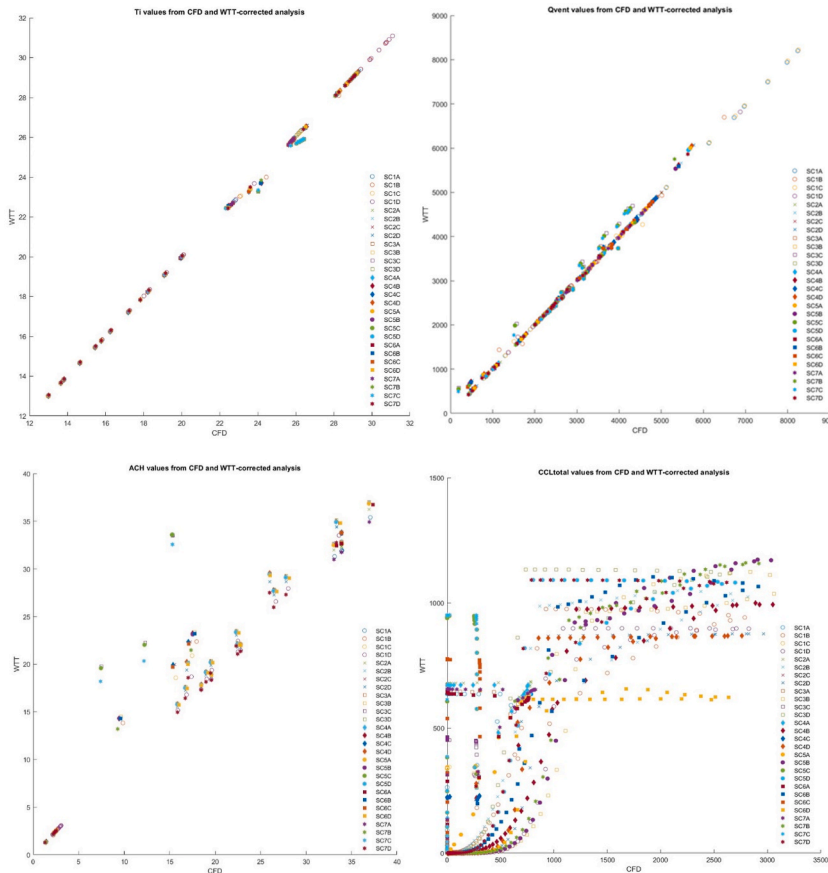 Ti values from CFD and WTT-corrected analysis
32
30
28
26
24
22
20
18
16
14
12
WTT
12
14
16
18
20
22
24
26
28
30
32
CFD
SC1A
SC1B
SC1C
SC1D
SC2A
SC2B
SC2C
SC2D
SC3A
SC3B
SC3C
SC3D
SC4A
SC4B
SC4C
SC4D
SC5A
SC5B
SC5C
SC5D
SC6A
SC6B
SC6C
SC6D
SC7A
SC7B
SC7C
SC7D
Qvent values from CFD and WTT-corrected analysis
9000
8000
7000
6000
5000
4000
3000
2000
1000
0
WTT
0
1000
2000
3000
4000
5000
6000
7000
8000
CFD
SC1A
SC1B
SC1C
SC1D
SC2A
SC2B
SC2C
SC2D
SC3A
SC3B
SC3C
SC3D
SC4A
SC4B
SC4C
SC4D
SC5A
SC5B
SC5C
SC5D
SC6A
SC6B
SC6C
SC6D
SC7A
SC7B
SC7C
SC7D
ACH values from CFD and WTT-corrected analysis
40
35
30
25
20
15
10
5
0
WTT
0
5
10
15
20
25
30
35
40
CFD
SC1A
SC1B
SC1C
SC1D
SC2A
SC2B
SC2C
SC2D
SC3A
SC3B
SC3C
SC3D
SC4A
SC4B
SC4C
SC4D
SC5A
SC5B
SC5C
SC5D
SC6A
SC6B
SC6C
SC6D
SC7A
SC7B
SC7C
SC7D
CCLtotal values from CFD and WTT-corrected analysis
1500
1000
500
0
WTT
0
500
1000
1500
2000
2500
3000
3500
CFD
SC1A
SC1B
SC1C
SC1D
SC2A
SC2B
SC2C
SC2D
SC3A
SC3B
SC3C
SC3D
SC4A
SC4B
SC4C
SC4D
SC5A
SC5B
SC5C
SC5D
SC6A
SC6B
SC6C
SC6D
SC7A
SC7B
SC7C
SC7D